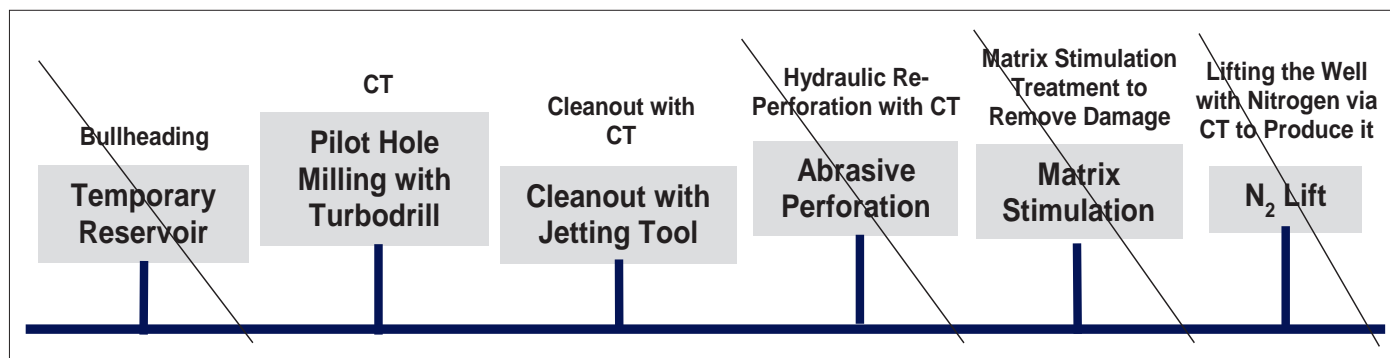 Bullheading
Temporary
Reservoir
CT
Pilot Hole
Milling with
Turbodrill
Cleanout with
CT
Cleanout with
Jetting Tool
Hydraulic Re-
Perforation with CT
Abrasive
Perforation
Matrix Stimulation
Treatment to
Remove Damage
Matrix
Stimulation
Lifting the Well
with Nitrogen via
CT to Produce it
N₂ Lift